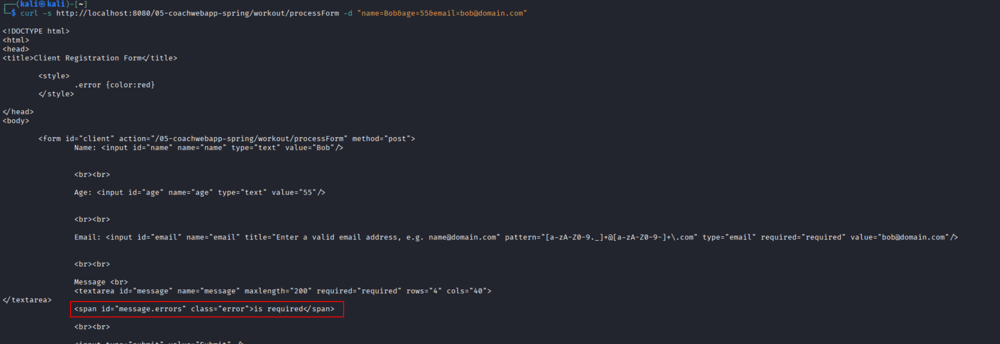 ┌──(kali㉿kali)-[~]
└─$ curl -s http://localhost:8080/05-coachwebapp-spring/workout/processForm -d "name=Bob&age=55&email=bob@domain.com"
<!DOCTYPE html>
<html>
<head>
<title>Client Registration Form</title>
<style>
.error {color:red}
</style>
</head>
<body>
<form id="client" action="/05-coachwebapp-spring/workout/processForm" method="post">
Name: <input id="name" name="name" type="text" value="Bob"/>
<br><br>
Age: <input id="age" name="age" type="text" value="55"/>
<br><br>
Email: <input id="email" name="email" title="Enter a valid email address, e.g. name@domain.com" pattern="[a-zA-Z0-9._]+@[a-zA-Z0-9-]+\.com" type="email" required="required" value="bob@domain.com"/>
<br><br>
Message <br>
<textarea id="message" name="message" maxlength="200" required="required" rows="4" cols="40">
</textarea>
<span id="message.errors" class="error">is required</span>
<br><br>
<input type="submit" value="Submit" />